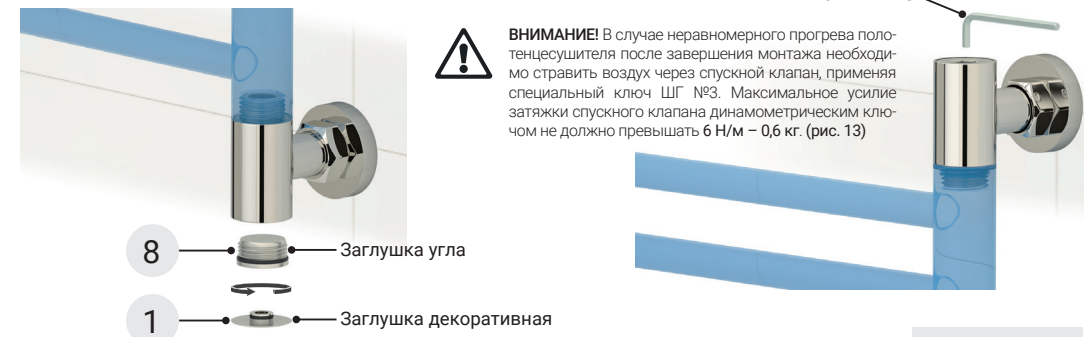 ВНИМАНИЕ! В случае неравномерного прогрева поло-
тенцесушителя после завершения монтажа необходи-
мо стравить воздух через спускной клапан, применяя
специальный ключ ШГ №3. Максимальное усилие
затяжки спускного клапана динамометрическим клю-
чом не должно превышать 6 Н/м – 0,6 кг. (рис. 13)
8
Заглушка угла
1
Заглушка декоративная